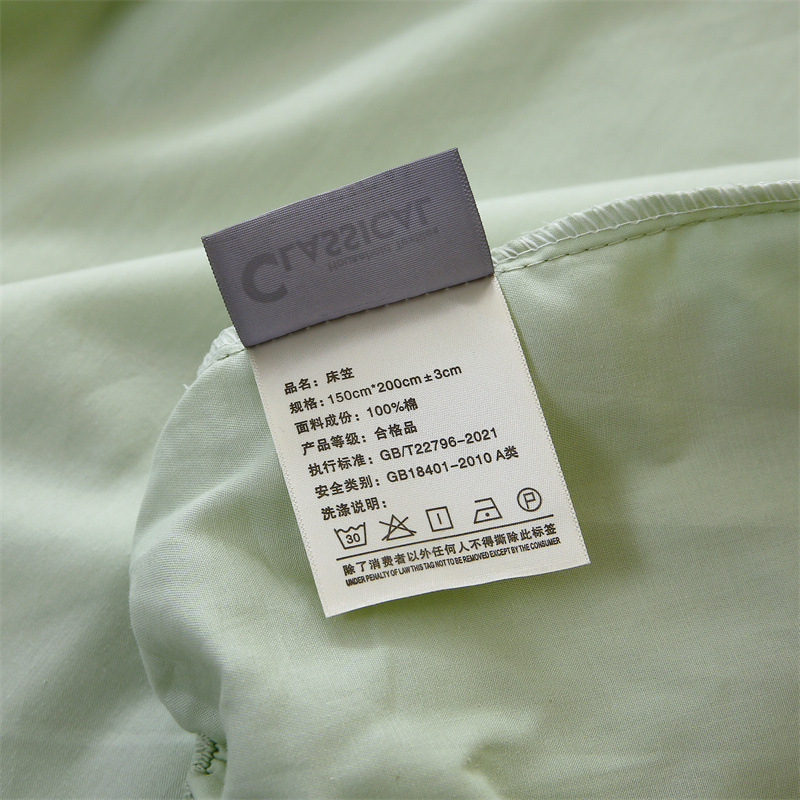 CLASSICAL
品名：床笠
规格：150cm*200cm±3cm
面料成份：100%棉
产品等级：合格品
执行标准：GB/T22796-2021
安全类别：GB18401-2010 A类
洗涤说明：
30 P
除了消费者以外任何人不得撕除此标签
UNDER PENALTY OF LAW THIS TAG NOT TO BE REMOVED EXCEPT BY THE CONSUMER